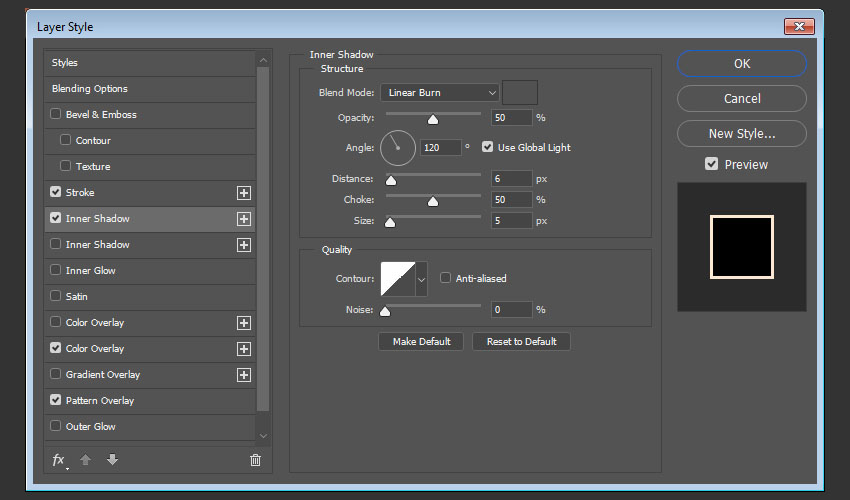 Layer Style
Styles
Blending Options
Bevel & Emboss
Contour
Texture
Stroke
Inner Shadow
Inner Shadow
Inner Glow
Satin
Color Overlay
Color Overlay
Gradient Overlay
Pattern Overlay
Outer Glow
fx
Inner Shadow
Structure
Blend Mode: Linear Burn
Opacity: 50 %
Angle: 120 ° Use Global Light
Distance: 6 px
Choke: 50 %
Size: 5 px
Quality
Contour: Anti-aliased
Noise: 0 %
Make Default Reset to Default
OK
Cancel
New Style...
Preview